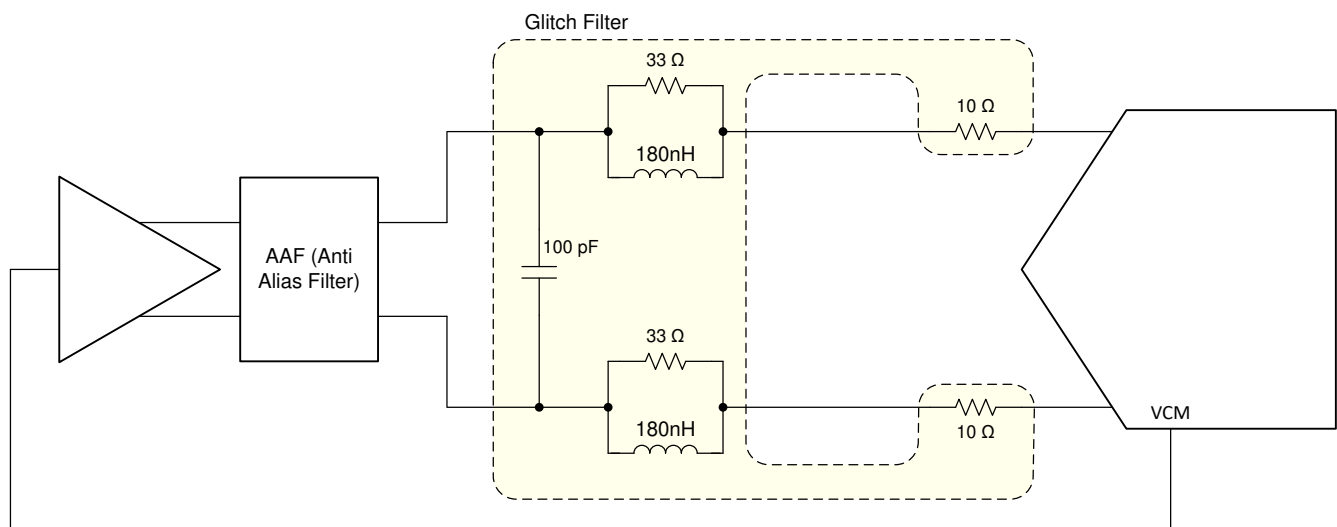 Glitch Filter
33 Ω
10 Ω
180nH
AAF (Anti
Alias Filter)
100 pF
33 Ω
VCM
180nH
10 Ω